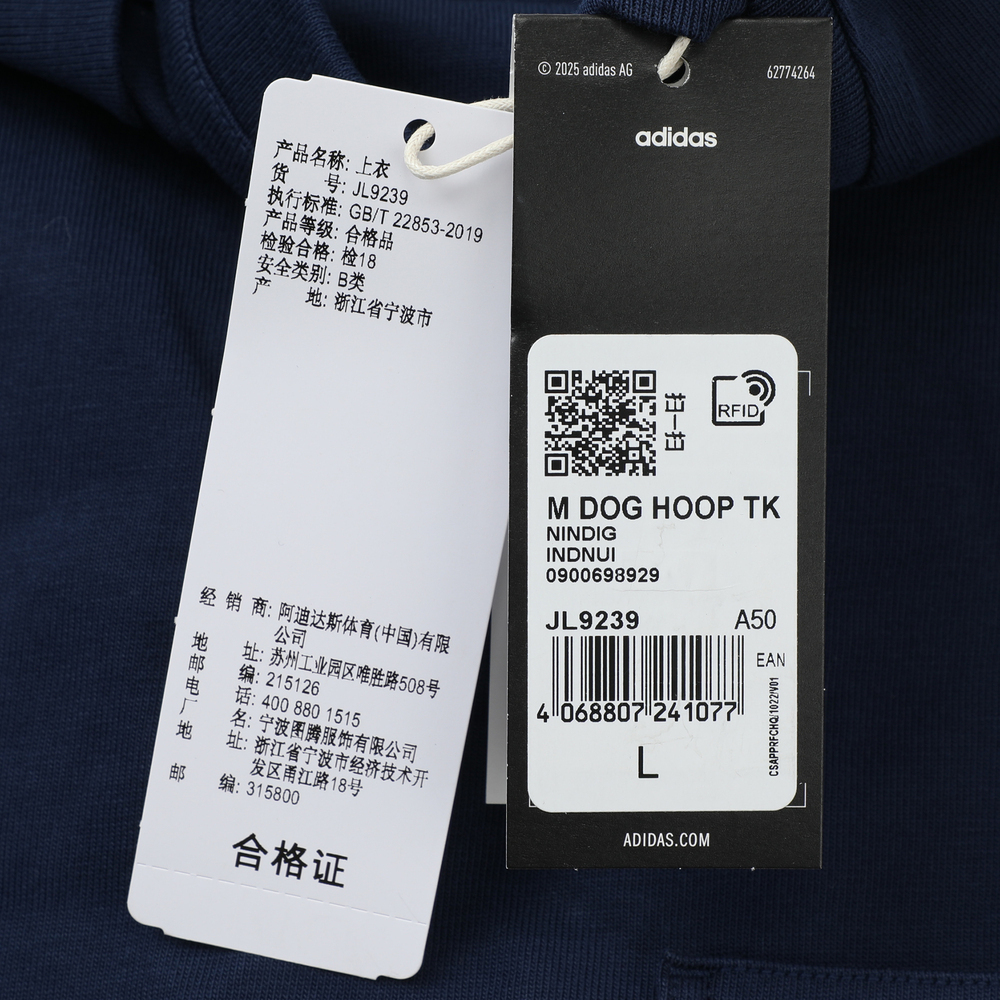 产品名称: 上衣
货 号: JL9239
执行标准: GB/T 22853-2019
产品等级: 合格品
检验合格: 检18
安全类别: B类
产 地: 浙江省宁波市
经 销 商: 阿迪达斯体育(中国)有限
公司
地 址: 苏州工业园区唯胜路508号
邮 编: 215126
电 话: 400 880 1515
厂 名: 宁波图腾服饰有限公司
地 址: 浙江省宁波市经济技术开
发区甬江路18号
邮 编: 315800
合格证
© 2025 adidas AG
62774264
adidas
扫一扫
RFID
M DOG HOOP TK
NINDIG
INDNUI
0900698929
JL9239 A50
EAN
4 068807 241077
CSAPPRFCHQ/1022/V01
L
ADIDAS.COM